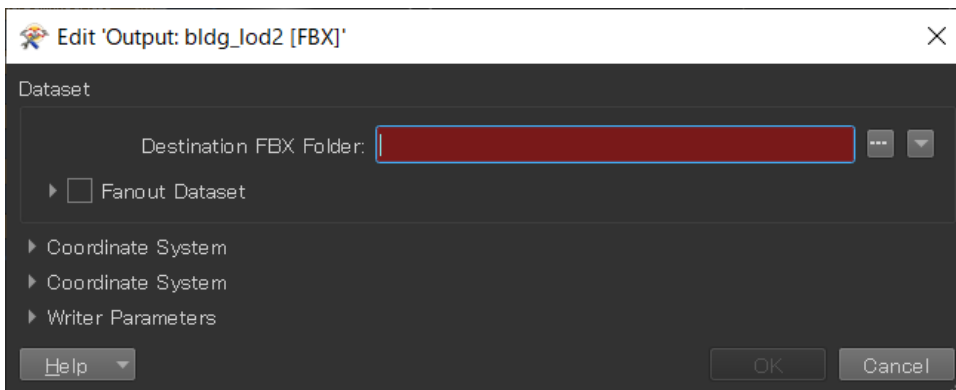 Edit 'Output: bldg_lod2 [FBX]'
Dataset
Destination FBX Folder:
Fanout Dataset
Coordinate System
Coordinate System
Writer Parameters
Help OK Cancel